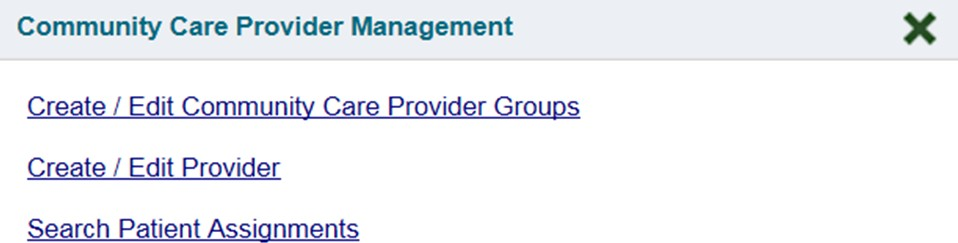 Community Care Provider Management
Create / Edit Community Care Provider Groups
Create / Edit Provider
Search Patient Assignments